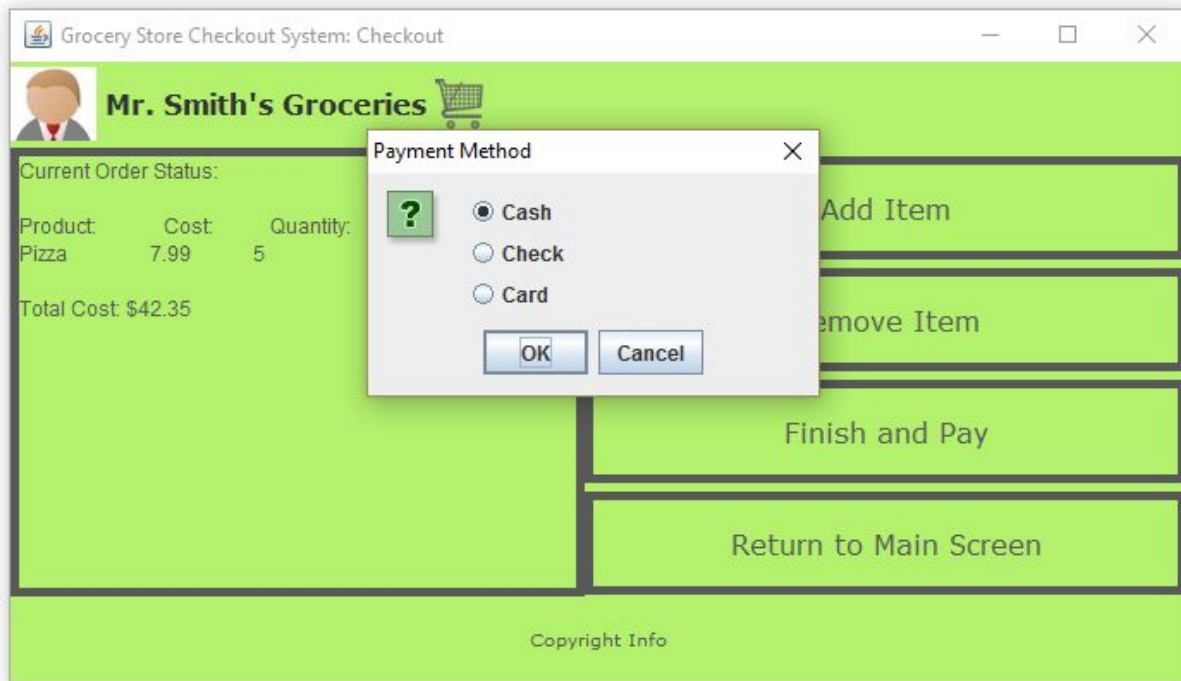 Grocery Store Checkout System: Checkout
Mr. Smith's Groceries
Current Order Status:
Product: Cost: Quantity:
Pizza 7.99 5
Total Cost: $42.35
Payment Method
?
Cash
Check
Card
OK Cancel
Add Item
emove Item
Finish and Pay
Return to Main Screen
Copyright Info